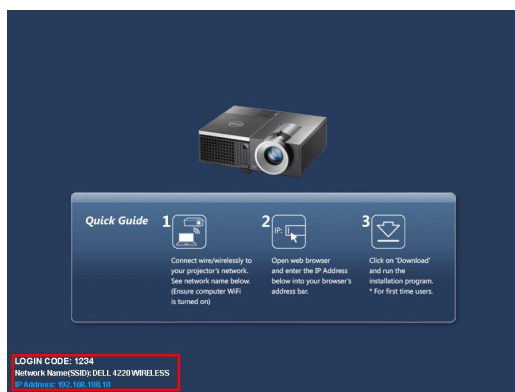 Quick Guide
1
Connect wire/wirelessly to
your projector's network.
See network name below.
(Ensure computer WiFi
is turned on)
2
IP:
Open web browser
and enter the IP Address
below into your browser's
address bar.
3
Click on 'Download'
and run the
installation program.
* For first time users.
LOGIN CODE: 1234
Network Name(SSID): DELL 4220 WIRELESS
IP Address: 192.168.100.10